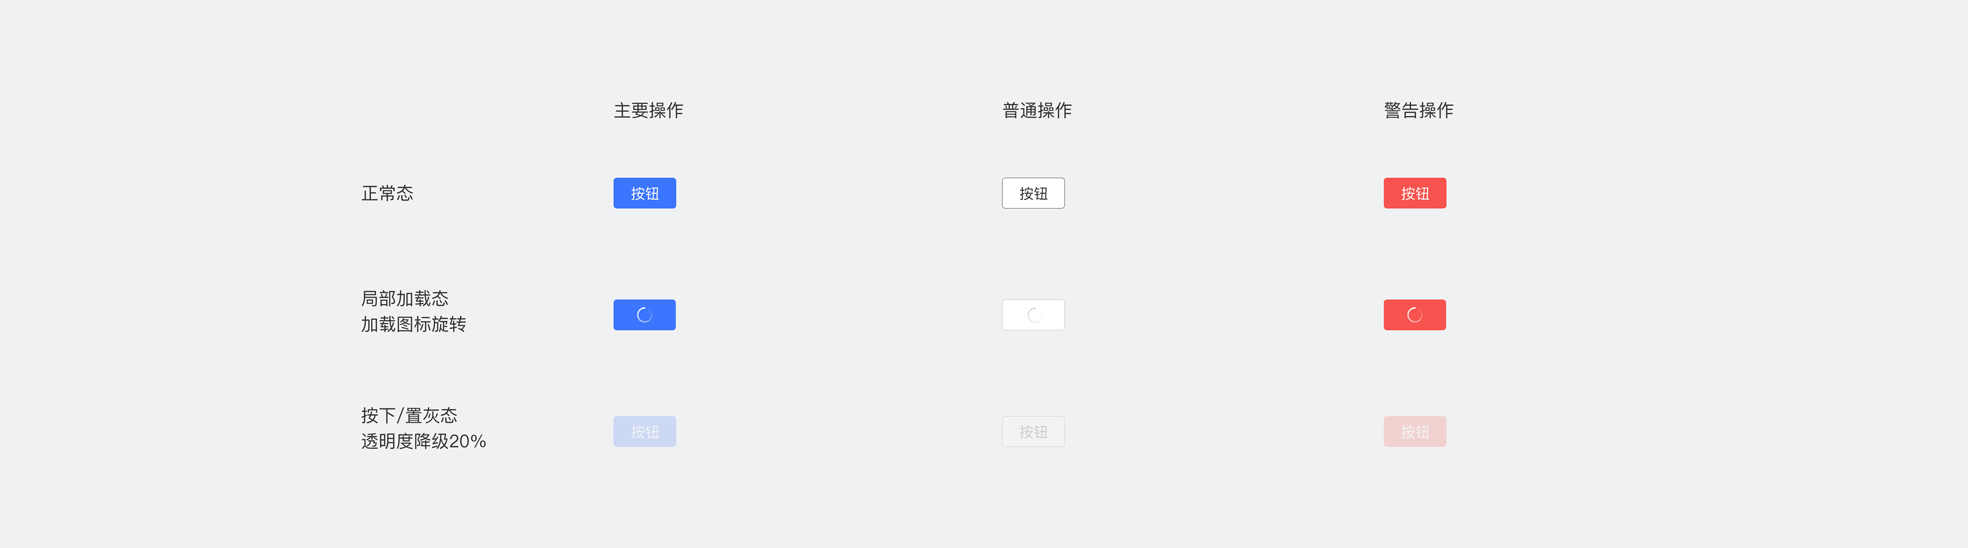 主要操作 普通操作 警告操作
正常态 按钮 按钮 按钮
局部加载态
加载图标旋转
按下/置灰态
透明度降级20%
按钮 按钮 按钮